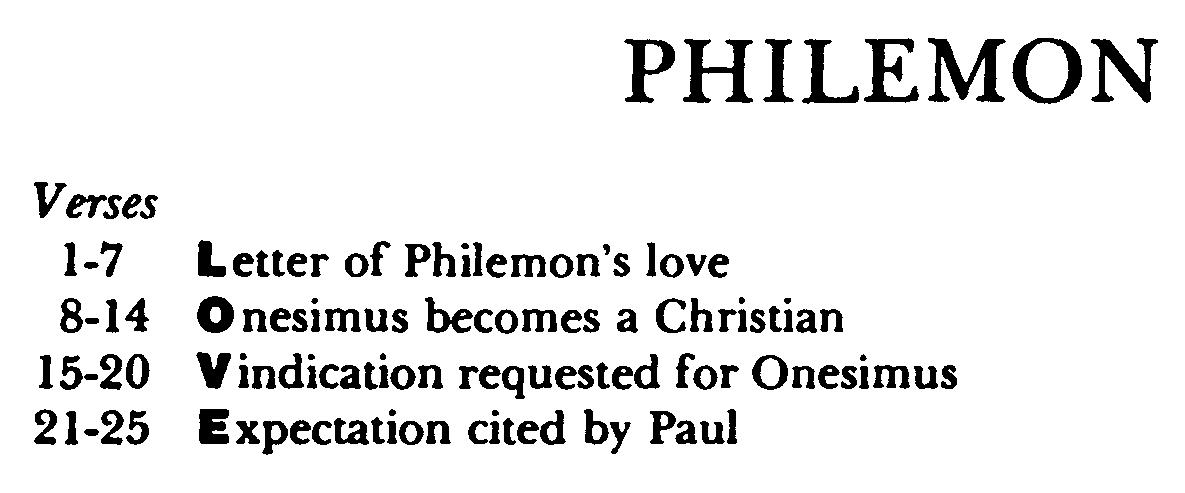 PHILEMON
Verses
1-7 Letter of Philemon's love
8-14 Onesimus becomes a Christian
15-20 Vindication requested for Onesimus
21-25 Expectation cited by Paul